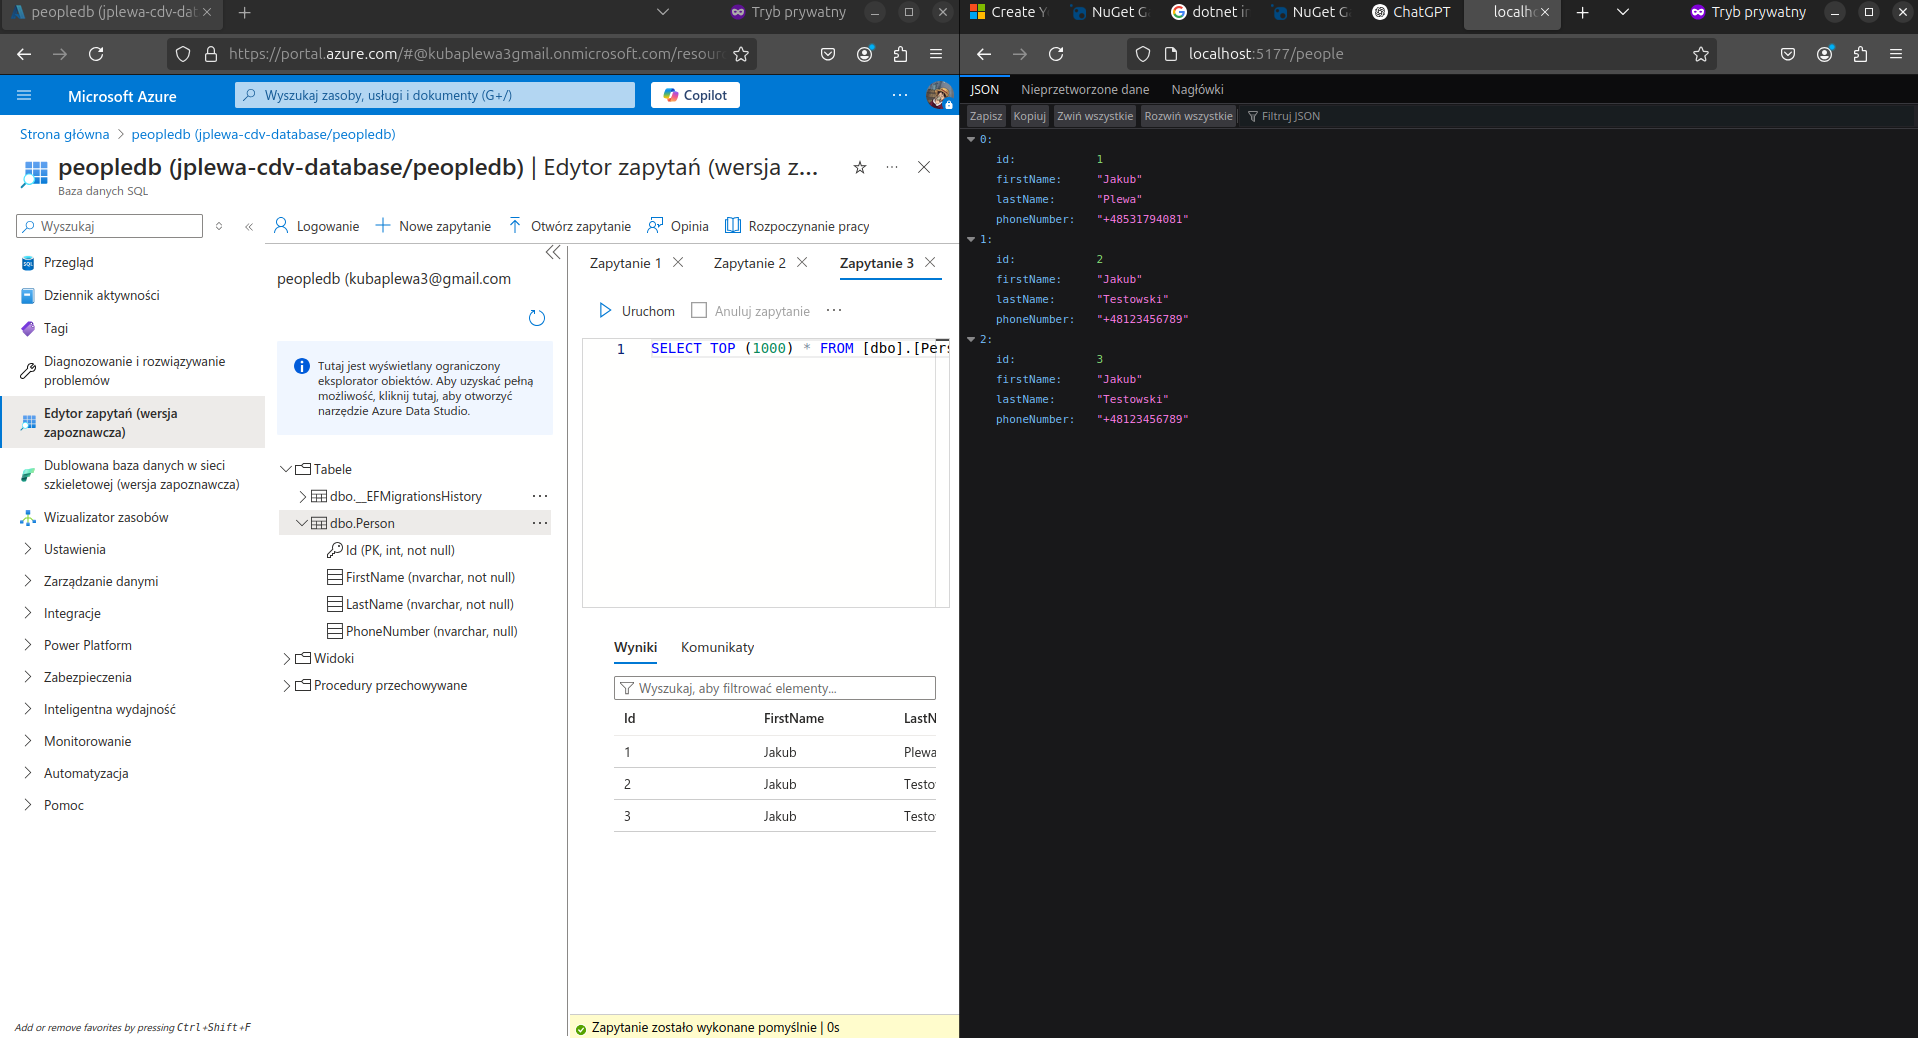 peopledb (jplewa-cdv-dat
Tryb prywatny
https://portal.azure.com/#@kubaplewa3gmail.onmicrosoft.com/resour
Microsoft Azure
Wyszukaj zasoby, usługi i dokumenty (G+/)
Copilot
Strona główna > peopledb (jplewa-cdv-database/peopledb)
peopledb (jplewa-cdv-database/peopledb) | Edytor zapytań (wersja z...
Baza danych SQL
Wyszukaj
Logowanie
Nowe zapytanie
Otwórz zapytanie
Opinia
Rozpoczynanie pracy
Przegląd
Dziennik aktywności
Tagi
Diagnozowanie i rozwiązywanie
problemów
Edytor zapytań (wersja
zapoznawcza)
Dublowana baza danych w sieci
szkieletowej (wersja zapoznawcza)
Wizualizator zasobów
Ustawienia
Zarządzanie danymi
Integracje
Power Platform
Zabezpieczenia
Inteligentna wydajność
Monitorowanie
Automatyzacja
Pomoc
Add or remove favorites by pressing Ctrl+Shift+F
peopledb (kubaplewa3@gmail.com
Tutaj jest wyświetlany ograniczony
eksplorator obiektów. Aby uzyskać pełną
możliwość, kliknij tutaj, aby otworzyć
narzędzie Azure Data Studio.
Tabele
dbo.__EFMigrationsHistory
dbo.Person
Id (PK, int, not null)
FirstName (nvarchar, not null)
LastName (nvarchar, not null)
PhoneNumber (nvarchar, null)
Widoki
Procedury przechowywane
Zapytanie 1
Zapytanie 2
Zapytanie 3
Uruchom
Anuluj zapytanie
1 SELECT TOP (1000) * FROM [dbo].[Pers
Wyniki
Komunikaty
Wyszukaj, aby filtrować elementy...
Id FirstName LastN
1 Jakub Plewa
2 Jakub Testo
3 Jakub Testo
Zapytanie zostało wykonane pomyślnie | 0s
Create Y
NuGet G
dotnet i
NuGet G
ChatGPT
localh
Tryb prywatny
localhost:5177/people
JSON
Nieprzetworzone dane
Nagłówki
Zapisz
Kopiuj
Zwiń wszystkie
Rozwiń wszystkie
Filtruj JSON
0:
id: 1
firstName: "Jakub"
lastName: "Plewa"
phoneNumber: "+48531794081"
1:
id: 2
firstName: "Jakub"
lastName: "Testowski"
phoneNumber: "+48123456789"
2:
id: 3
firstName: "Jakub"
lastName: "Testowski"
phoneNumber: "+48123456789"